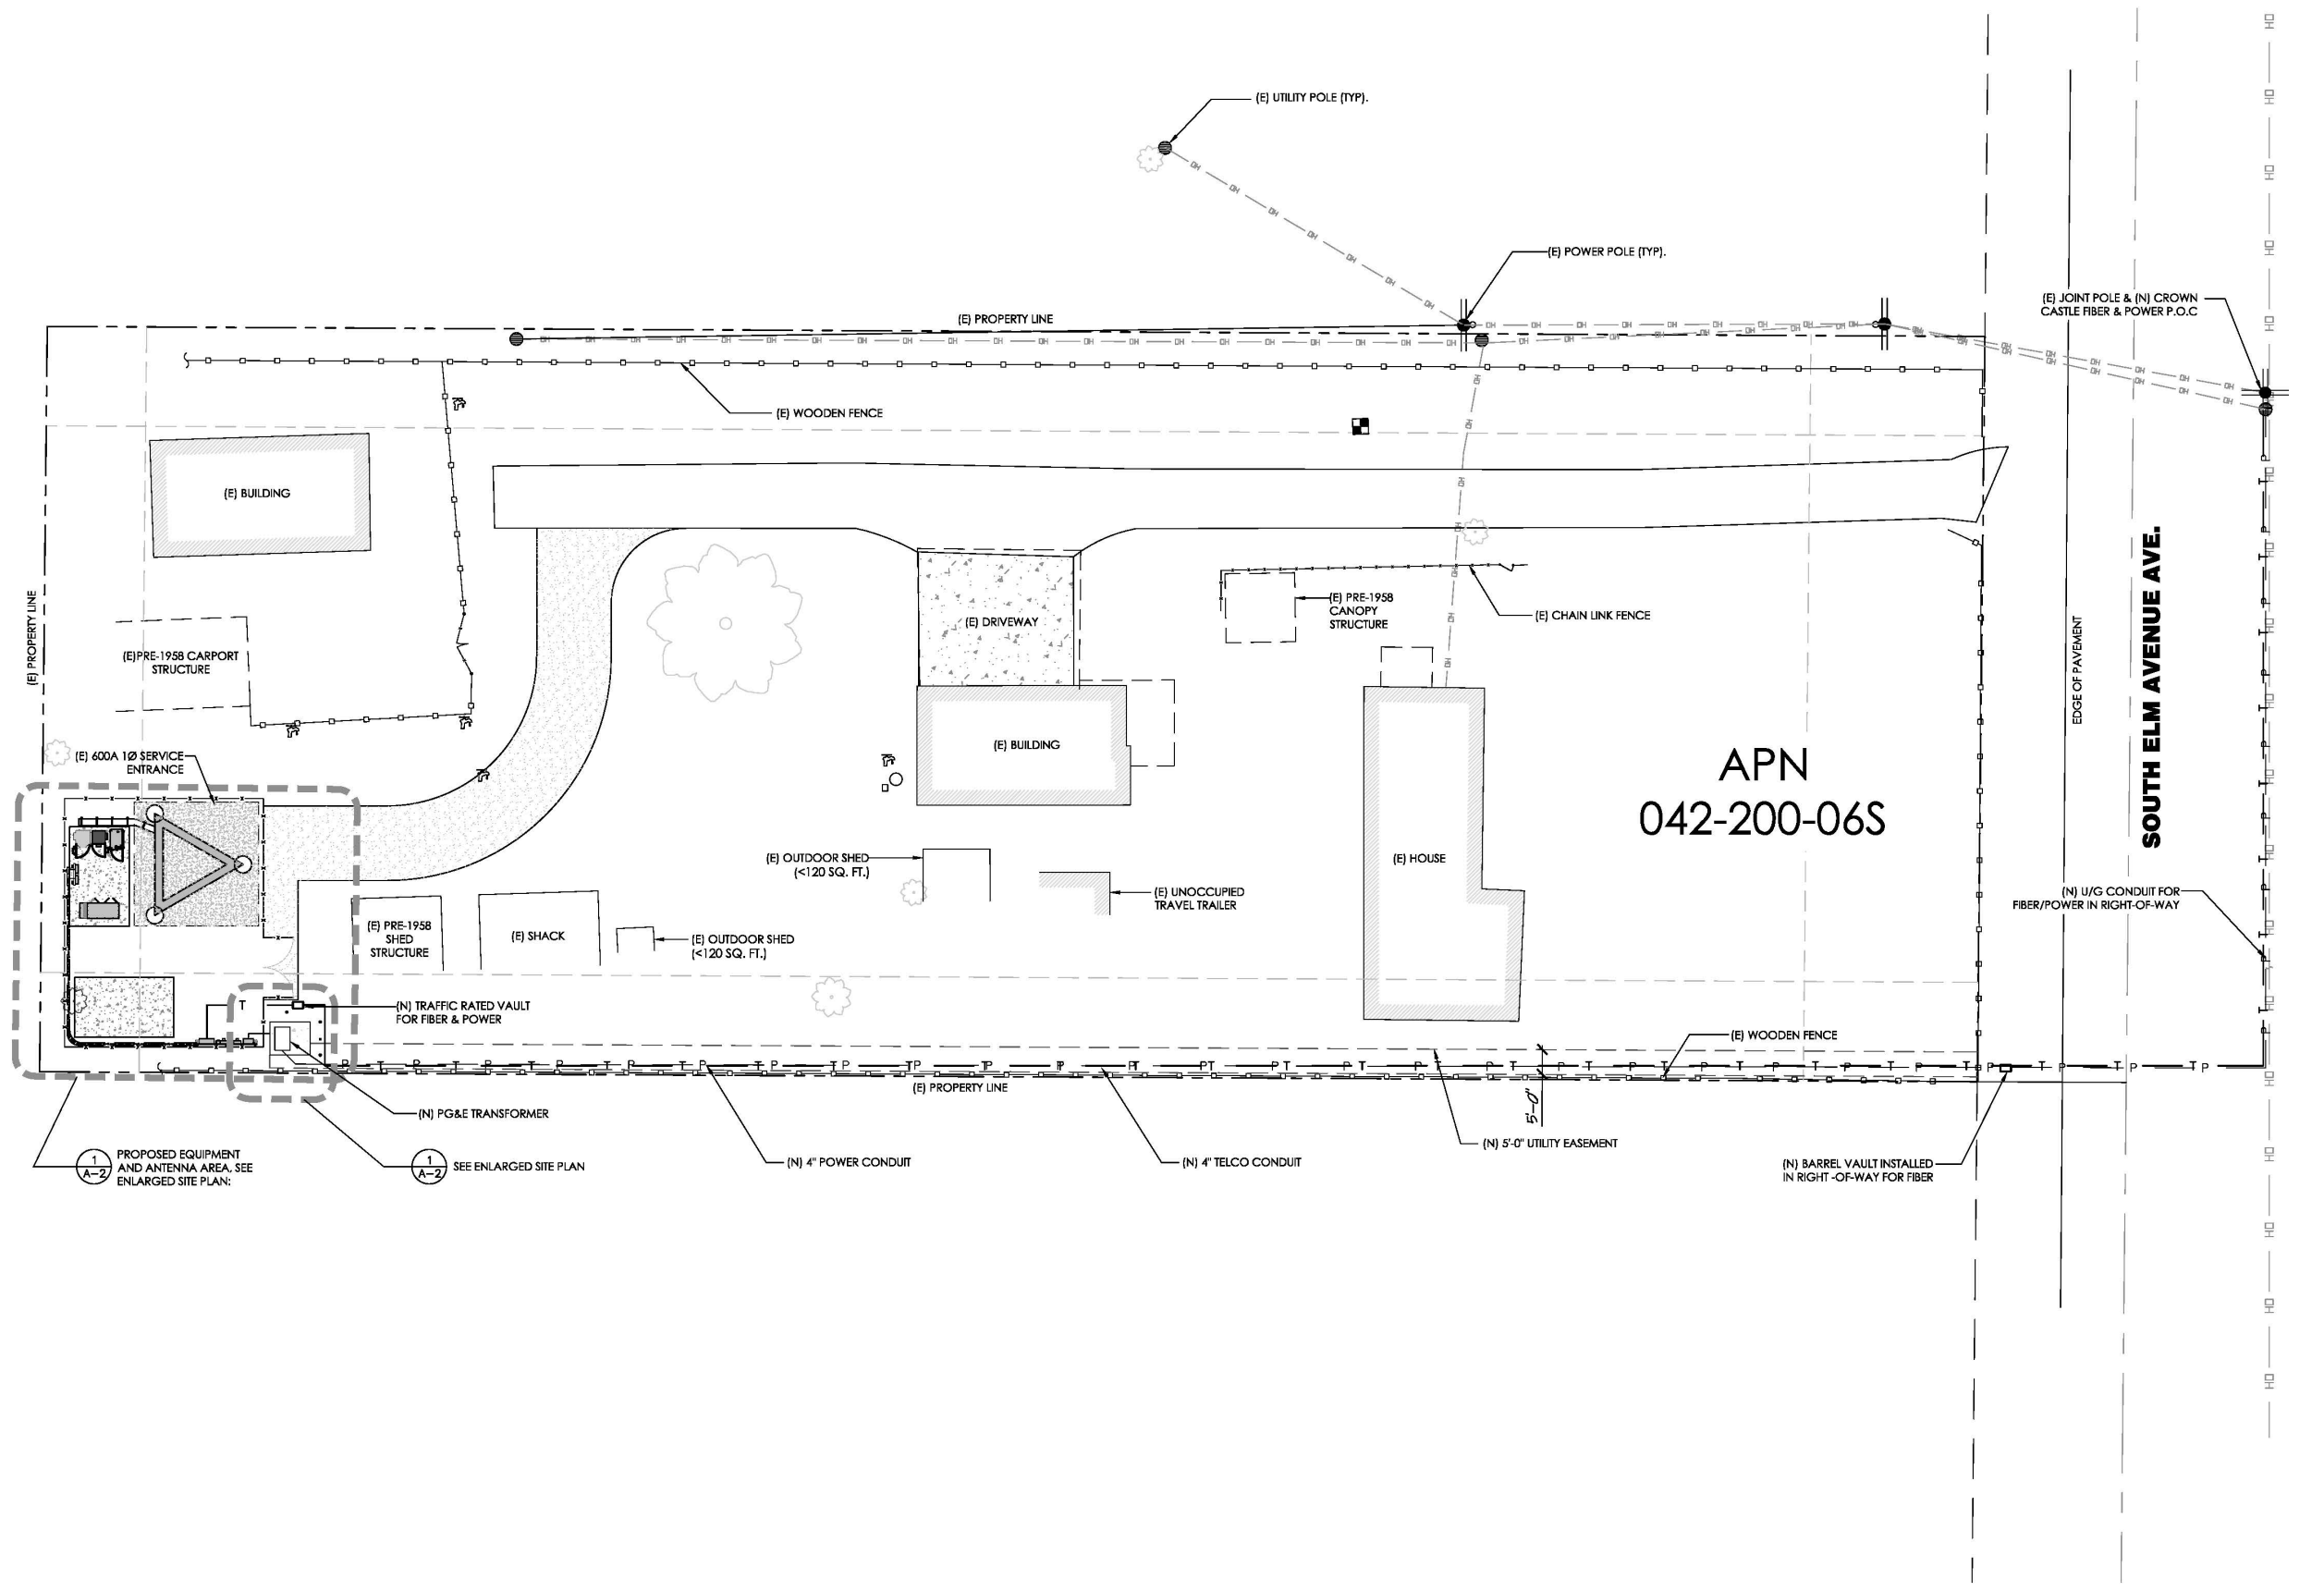 (E) UTILITY POLE (TYP).
(E) POWER POLE (TYP).
(E) JOINT POLE & (N) CROWN
CASTLE FIBER & POWER P.O.C
(E) PROPERTY LINE
(E) WOODEN FENCE
(E) BUILDING
(E) PROPERTY LINE
(E)PRE-1958 CARPORT
STRUCTURE
(E) DRIVEWAY
(E) PRE-1958
CANOPY
STRUCTURE
(E) CHAIN LINK FENCE
EDGE OF PAVEMENT
SOUTH ELM AVENUE AVE.
(E) 600A 1Ø SERVICE
ENTRANCE
(E) BUILDING
APN
042-200-06S
(E) OUTDOOR SHED
(<120 SQ. FT.)
(E) HOUSE
(E) UNOCCUPIED
TRAVEL TRAILER
(N) U/G CONDUIT FOR
FIBER/POWER IN RIGHT-OF-WAY
(E) PRE-1958
SHED
STRUCTURE
(E) SHACK
(E) OUTDOOR SHED
(<120 SQ. FT.)
(N) TRAFFIC RATED VAULT
FOR FIBER & POWER
T
(E) WOODEN FENCE
(E) PROPERTY LINE
5'-0"
(N) PG&E TRANSFORMER
(N) 5'-0" UTILITY EASEMENT
1
A-2
PROPOSED EQUIPMENT
AND ANTENNA AREA, SEE
ENLARGED SITE PLAN:
1
A-2
SEE ENLARGED SITE PLAN
(N) 4" POWER CONDUIT
(N) 4" TELCO CONDUIT
(N) BARREL VAULT INSTALLED
IN RIGHT -OF-WAY FOR FIBER